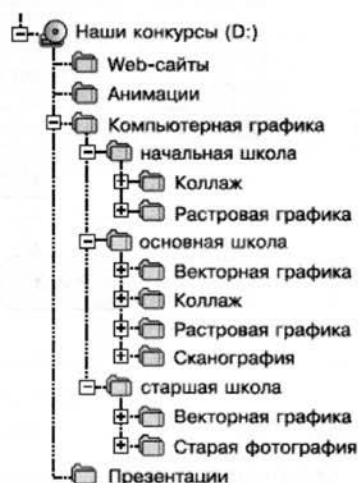 Наши конкурсы (D:)
Web-сайты
Анимации
Компьютерная графика
начальная школа
Коллаж
Растровая графика
основная школа
Векторная графика
Коллаж
Растровая графика
Сканография
старшая школа
Векторная графика
Старая фотография
Презентации